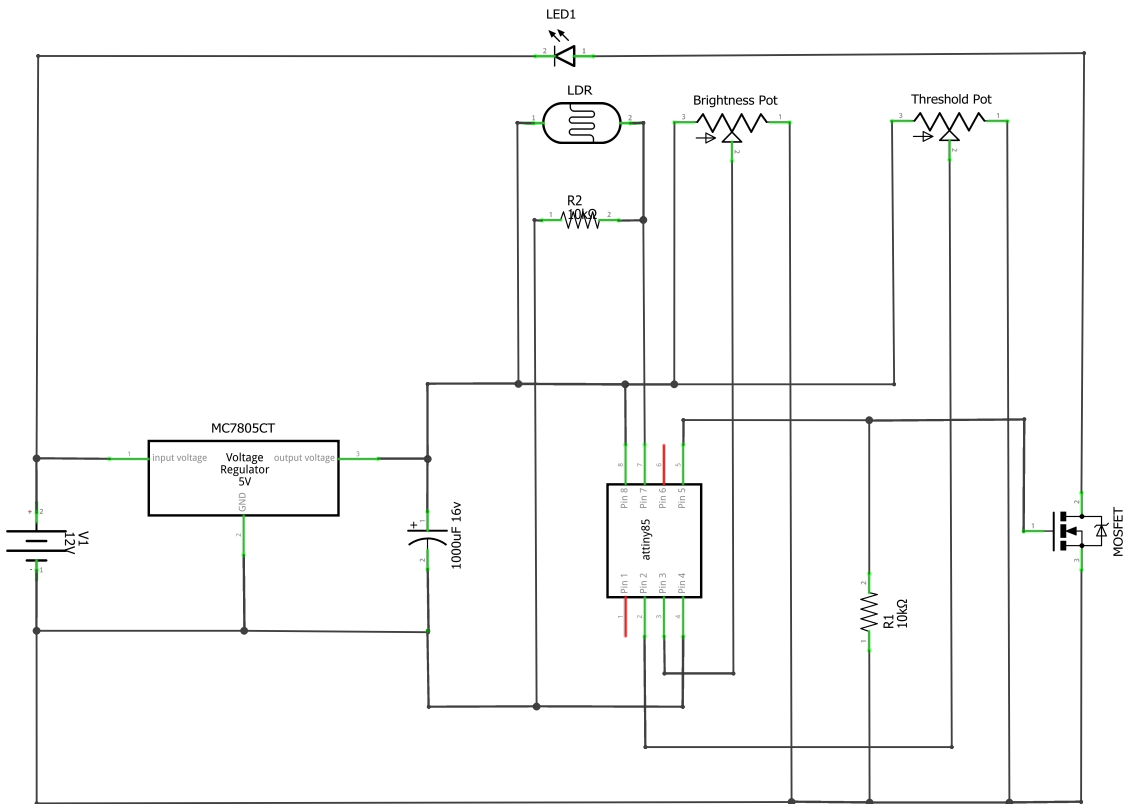 LED1
2
1
LDR
1
2
Brightness Pot
3
1
2
Threshold Pot
3
1
2
R2
10kΩ
1
2
MC7805CT
1
input voltage
Voltage
Regulator
5V
output voltage
3
GND
2
+
2
V1
12V
-
1
+
1
2
1000uF 16v
8
7
6
5
Pin 8
Pin 7
Pin 6
Pin 5
attiny85
Pin 1
Pin 2
Pin 3
Pin 4
1
2
3
4
2
R1
10kΩ
1
2
1
3
MOSFET